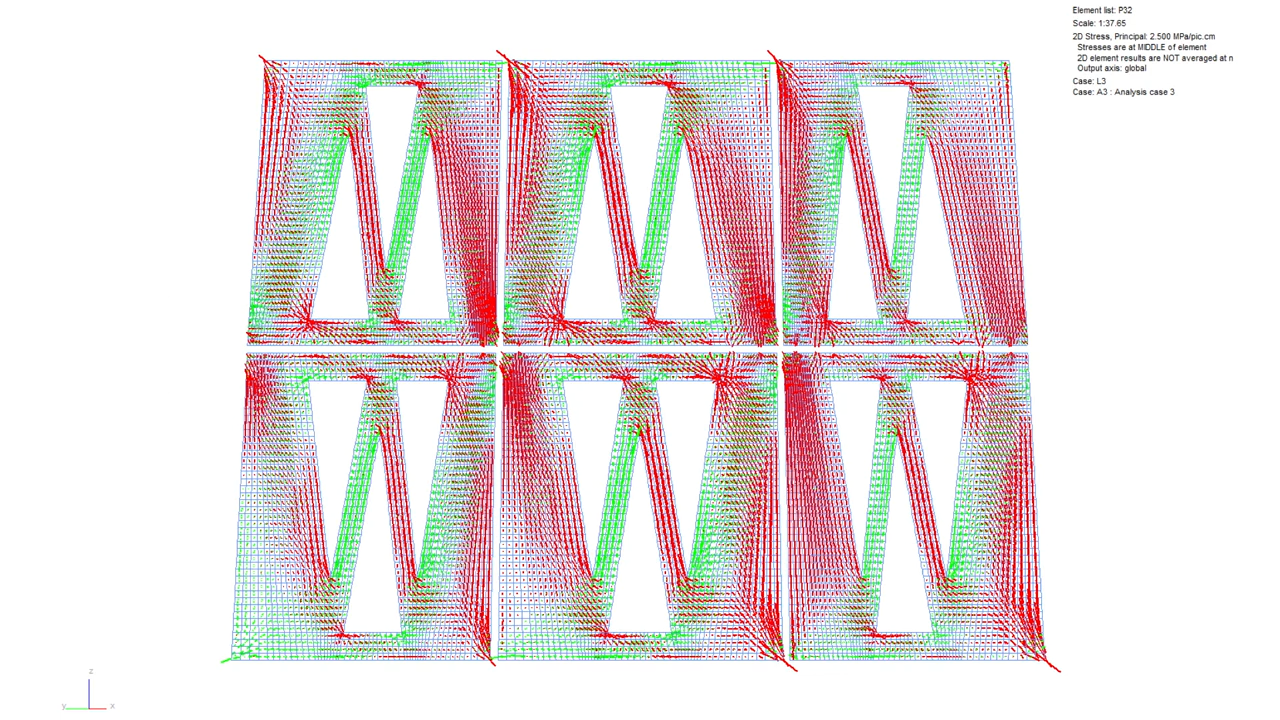 Element list: P32
Scale: 1:37.65
2D Stress, Principal: 2.500 MPa/pic.cm
Stresses are at MIDDLE of element
2D element results are NOT averaged at n
Output axis: global
Case: L3
Case: A3 : Analysis case 3
z
y x